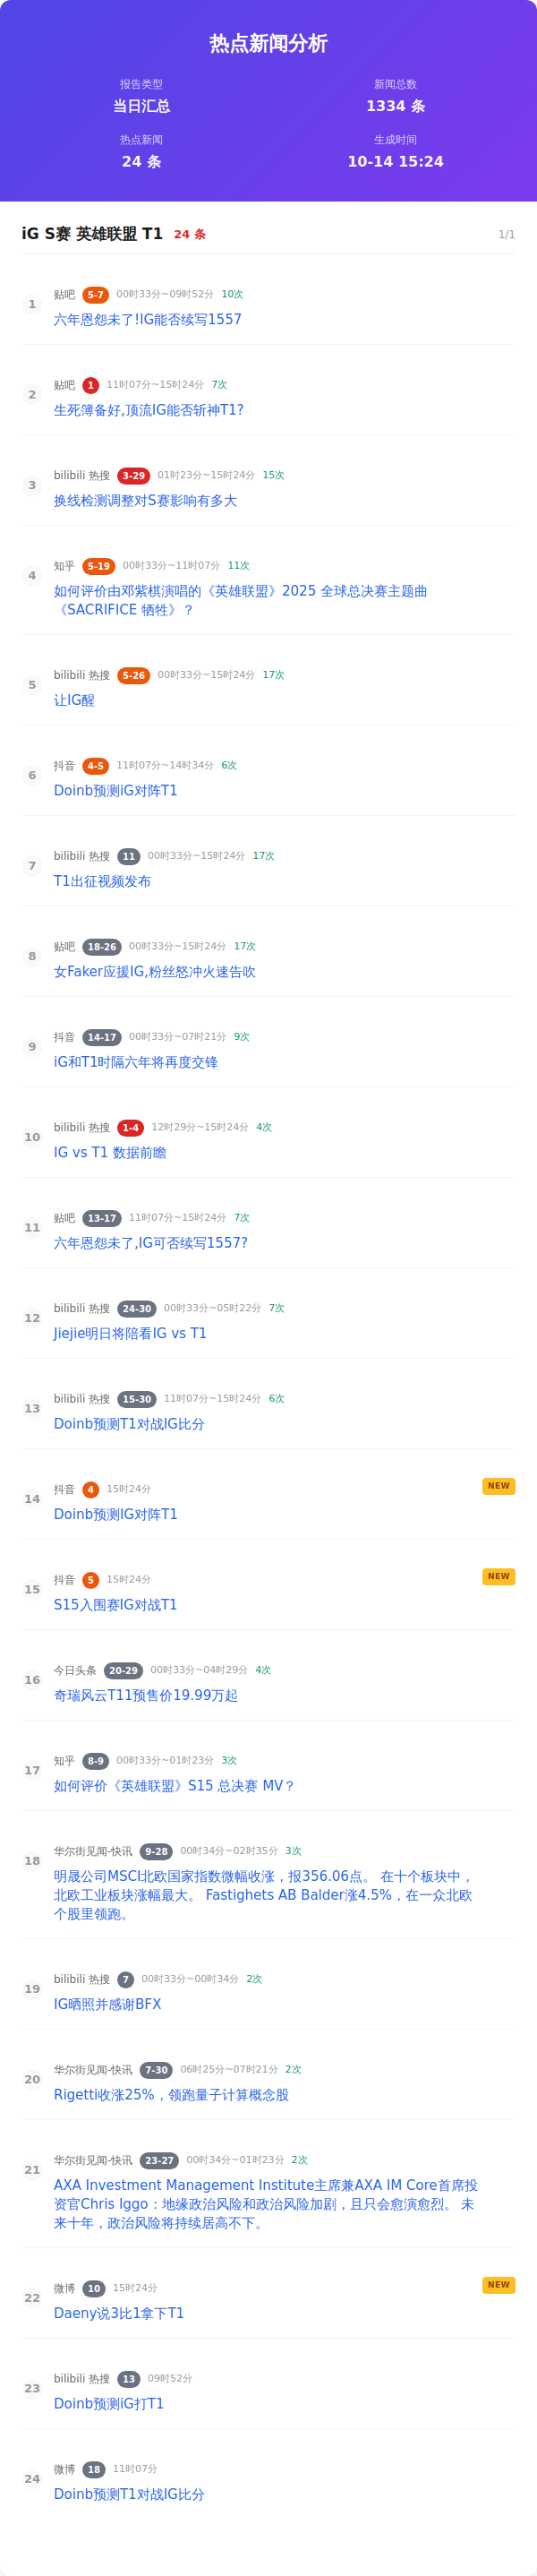 热点新闻分析
报告类型
当日汇总
新闻总数
1334 条
热点新闻
24 条
生成时间
10-14 15:24
iG S赛 英雄联盟 T1 24 条 1/1
1
贴吧 5-7 00时33分~09时52分 10次
六年恩怨未了!IG能否续写1557
2
贴吧 1 11时07分~15时24分 7次
生死簿备好,顶流IG能否斩神T1?
3
bilibili 热搜 3-29 01时23分~15时24分 15次
换线检测调整对S赛影响有多大
4
知乎 5-19 00时33分~11时07分 11次
如何评价由邓紫棋演唱的《英雄联盟》2025 全球总决赛主题曲
《SACRIFICE 牺牲》？
5
bilibili 热搜 5-26 00时33分~15时24分 17次
让IG醒
6
抖音 4-5 11时07分~14时34分 6次
Doinb预测iG对阵T1
7
bilibili 热搜 11 00时33分~15时24分 17次
T1出征视频发布
8
贴吧 18-26 00时33分~15时24分 17次
女Faker应援IG,粉丝怒冲火速告吹
9
抖音 14-17 00时33分~07时21分 9次
iG和T1时隔六年将再度交锋
10
bilibili 热搜 1-4 12时29分~15时24分 4次
IG vs T1 数据前瞻
11
贴吧 13-17 11时07分~15时24分 7次
六年恩怨未了,IG可否续写1557?
12
bilibili 热搜 24-30 00时33分~05时22分 7次
Jiejie明日将陪看IG vs T1
13
bilibili 热搜 15-30 11时07分~15时24分 6次
Doinb预测T1对战IG比分
14
抖音 4 15时24分 NEW
Doinb预测IG对阵T1
15
抖音 5 15时24分 NEW
S15入围赛IG对战T1
16
今日头条 20-29 00时33分~04时29分 4次
奇瑞风云T11预售价19.99万起
17
知乎 8-9 00时33分~01时23分 3次
如何评价《英雄联盟》S15 总决赛 MV？
18
华尔街见闻-快讯 9-28 00时34分~02时35分 3次
明晟公司MSCI北欧国家指数微幅收涨，报356.06点。 在十个板块中，
北欧工业板块涨幅最大。 Fastighets AB Balder涨4.5%，在一众北欧
个股里领跑。
19
bilibili 热搜 7 00时33分~00时34分 2次
IG晒照并感谢BFX
20
华尔街见闻-快讯 7-30 06时25分~07时21分 2次
Rigetti收涨25%，领跑量子计算概念股
21
华尔街见闻-快讯 23-27 00时34分~01时23分 2次
AXA Investment Management Institute主席兼AXA IM Core首席投
资官Chris Iggo：地缘政治风险和政治风险加剧，且只会愈演愈烈。 未
来十年，政治风险将持续居高不下。
22
微博 10 15时24分 NEW
Daeny说3比1拿下T1
23
bilibili 热搜 13 09时52分
Doinb预测iG打T1
24
微博 18 11时07分
Doinb预测T1对战IG比分